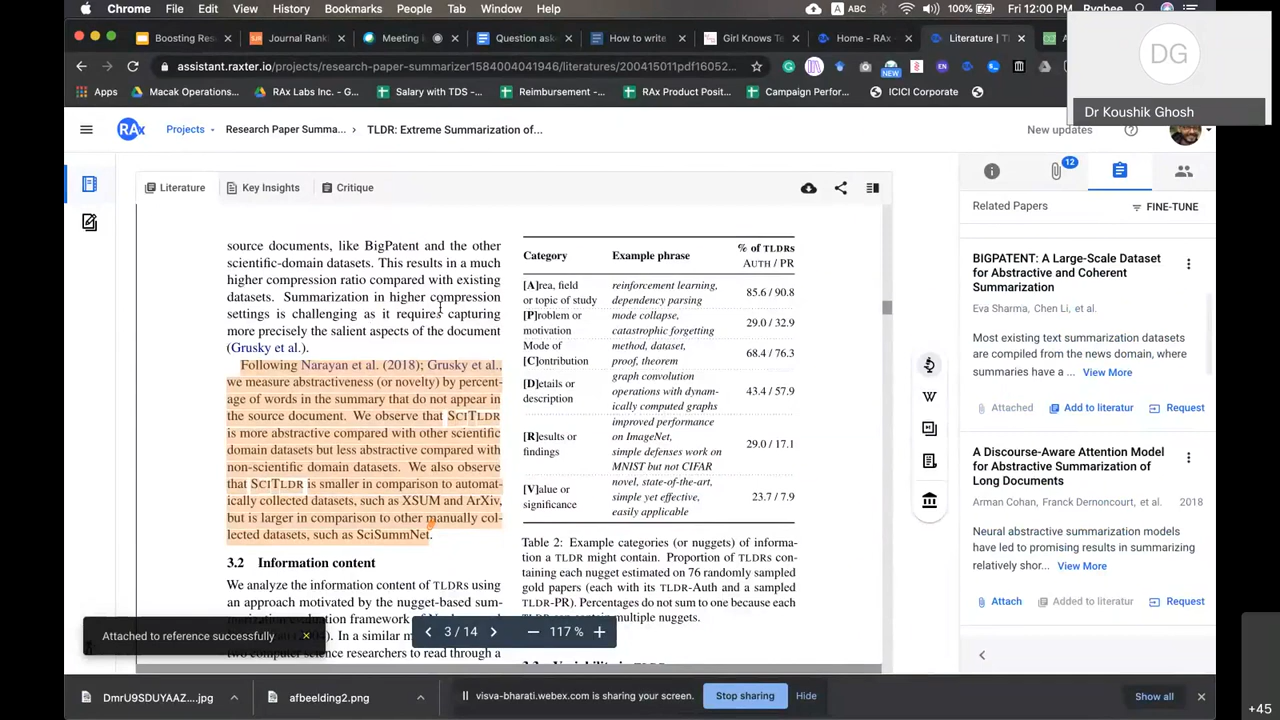 Chrome File Edit View History Bookmarks People Tab Window Help A ABC 100% Fri 12:00 PM
Boosting Res
Journal Ranki
Meeting i
Question aske
How to write
Girl Knows Te
Home – RAx
Literature | T
assistant.raxter.io/projects/research-paper-summarizer1594004041946/literatures/200415011pdf16052...
NEW
Apps Macak Operation... RAx Labs Inc. - G... Salary with TDS-... Reimbursement -... RAx Product Posit... Campaign Perfor... ICICI Corporate
DG
Dr Koushik Ghosh
RAx
Projects
Research Paper Summa...
TLDR: Extreme Summarization of...
New updates
Literature
Key Insights
Critique
source documents, like BigPatent and the other
scientific-domain datasets. This results in a much
higher compression ratio compared with existing
datasets. Summarization in higher compression
settings is challenging as it requires capturing
more precisely the salient aspects of the document
(Grusky et al.).
Following Narayan et al. (2018); Grusky et al.,
we measure abstractiveness (or novelty) by percent-
age of words in the summary that do not appear in
the source document. We observe that SCITLDR
is more abstractive compared with other scientific
domain datasets but less abstractive compared with
non-scientific domain datasets. We also observe
that SCITLDR is smaller in comparison to automat-
ically collected datasets, such as XSUM and ArXiv,
but is larger in comparison to other manually col-
lected datasets, such as SciSummNet.
3.2 Information content
We analyze the information content of TLDRs using
an approach motivated by the nugget-based sum-
two computer science researchers to read through a
Category Example phrase % of TLDRs
AUTH / PR
[A]rea, field
or topic of study
reinforcement learning,
dependency parsing
85.6 / 90.8
[P]roblem or
motivation
mode collapse,
catastrophic forgetting
29.0 / 32.9
Mode of
[C]ontribution
method, dataset,
proof, theorem
68.4 / 76.3
[D]etails or
description
graph convolution
operations with dynam-
ically computed graphs
43.4 / 57.9
[R]esults or
findings
improved performance
on ImageNet,
simple defenses work on
MNIST but not CIFAR
29.0 / 17.1
[V]alue or
significance
novel, state-of-the-art,
simple yet effective,
easily applicable
23.7 / 7.9
Table 2: Example categories (or nuggets) of informa-
tion a TLDR might contain. Proportion of TLDRs con-
taining each nugget estimated on 76 randomly sampled
gold papers (each with its TLDR-Auth and a sampled
TLDR-PR). Percentages do not sum to one because each
multiple nuggets.
Attached to reference successfully
3 / 14
117 %
12
Related Papers
FINE-TUNE
BIGPATENT: A Large-Scale Dataset
for Abstractive and Coherent
Summarization
Eva Sharma, Chen Li, et al.
Most existing text summarization datasets
are compiled from the news domain, where
summaries have a ... View More
Attached Add to literatur Request
A Discourse-Aware Attention Model
for Abstractive Summarization of
Long Documents
Arman Cohan, Franck Dernoncourt, et al. 2018
Neural abstractive summarization models
have led to promising results in summarizing
relatively shor... View More
Attach Added to literatur Request
W
DmrU9SDUYAAZ....jpg
afbeelding2.png
visva-bharati.webex.com is sharing your screen.
Stop sharing
Hide
Show all
+45